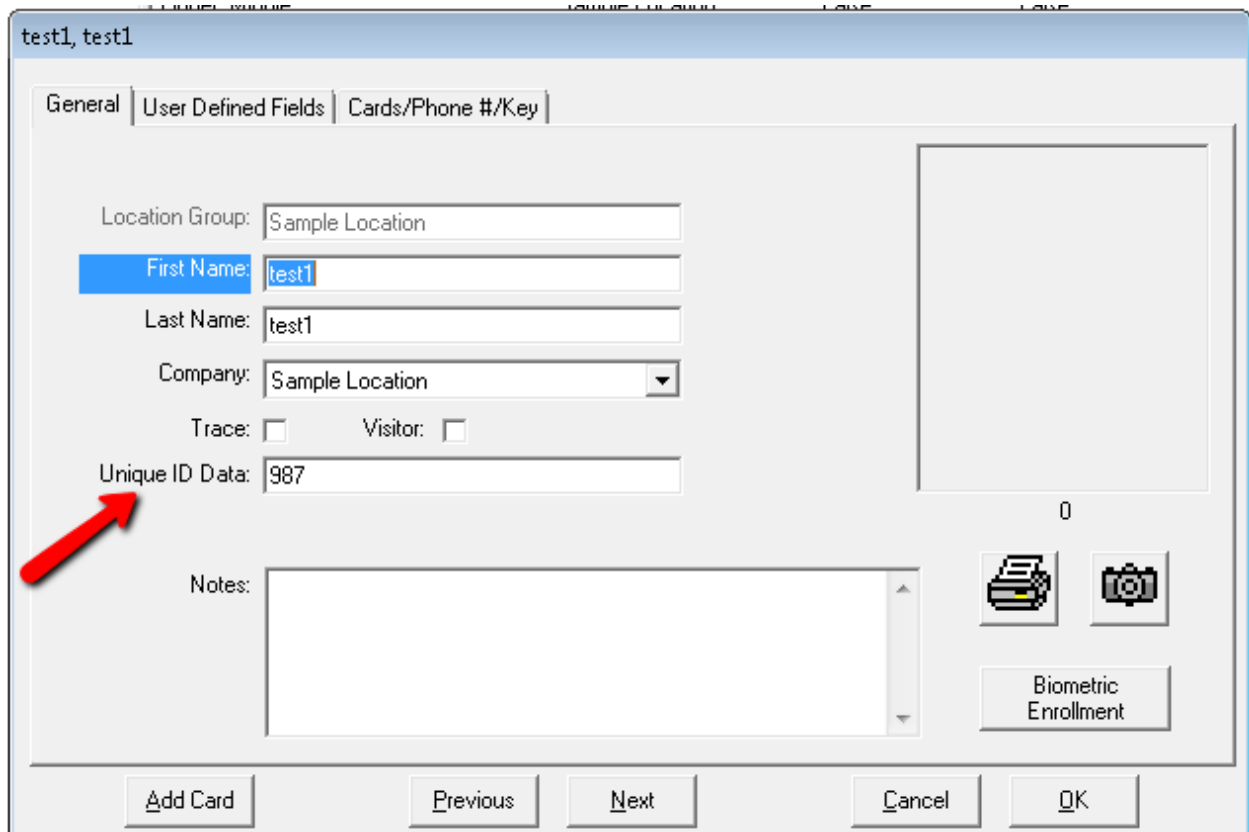 test1, test1
General User Defined Fields Cards/Phone #/Key
Location Group: Sample Location
First Name: test1
Last Name: test1
Company: Sample Location
Trace: Visitor:
Unique ID Data: 987
0
Notes:
Biometric
Enrollment
Add Card Previous Next Cancel OK